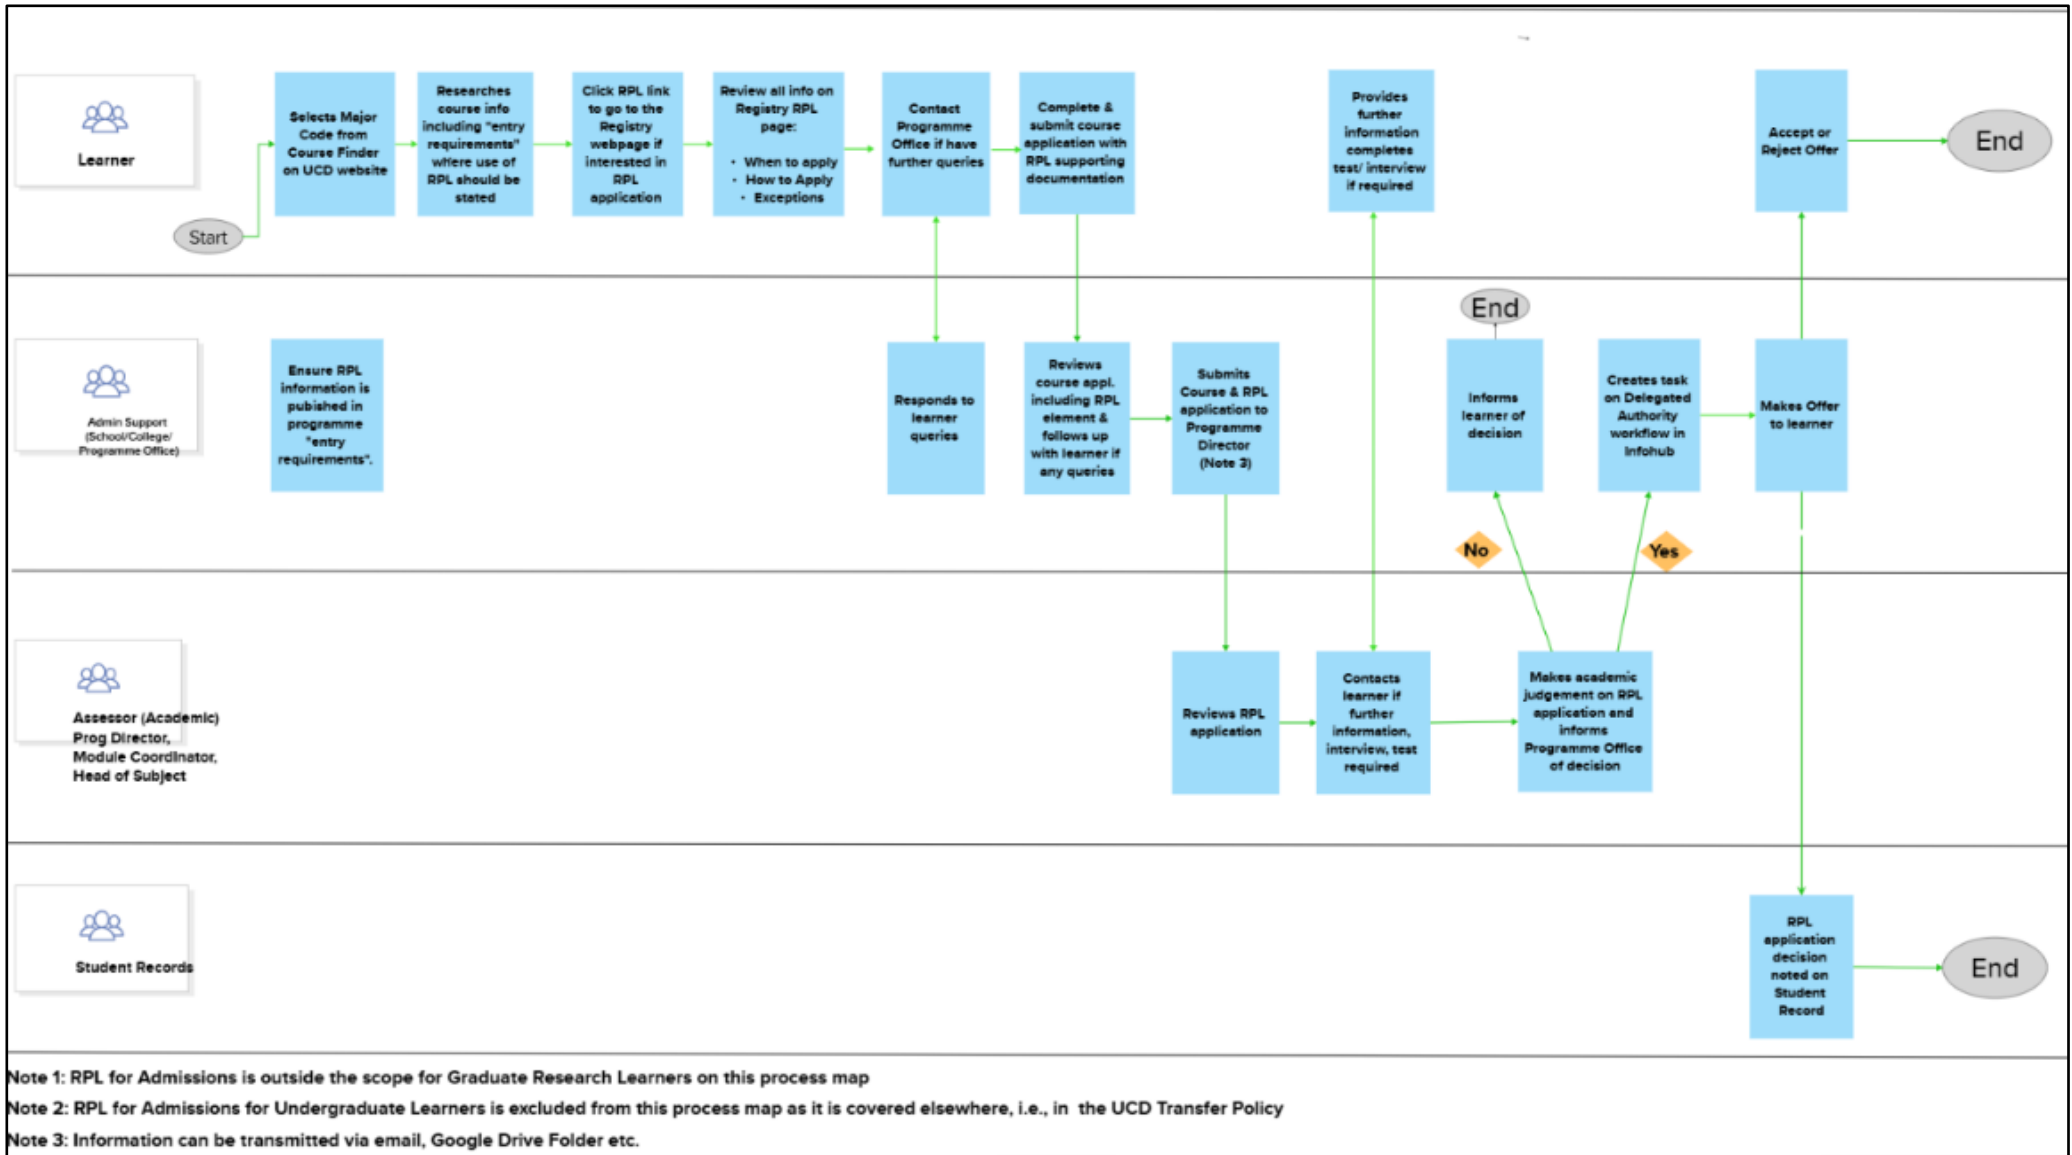 Learner
Start
Selects Major
Code from
Course Finder
on UCD website
Researches
course info
including "entry
requirements"
where use of
RPL should be
stated
Click RPL link
to go to the
Registry
webpage if
interested in
RPL
application
Review all info on
Registry RPL
page:
• When to apply
• How to Apply
• Exceptions
Contact
Programme
Office if have
further queries
Complete &
submit course
application with
RPL supporting
documentation
Provides
further
information
completes
test/ interview
if required
Accept or
Reject Offer
End
Admin Support
(School/College/
Programme Office)
Ensure RPL
information is
pubished in
programme
"entry
requirements".
Responds to
learner
queries
Reviews
course appl.
including RPL
element &
follows up
with learner if
any queries
Submits
Course & RPL
application to
Programme
Director
(Note 3)
End
Informs
learner of
decision
Creates task
on Delegated
Authority
workflow in
Infohub
Makes Offer
to learner
No
Yes
Assessor (Academic)
Prog Director,
Module Coordinator,
Head of Subject
Reviews RPL
application
Contacts
learner if
further
information,
interview, test
required
Makes academic
judgement on RPL
application and
informs
Programme Office
of decision
Student Records
RPL
application
decision
noted on
Student
Record
End
Note 1: RPL for Admissions is outside the scope for Graduate Research Learners on this process map
Note 2: RPL for Admissions for Undergraduate Learners is excluded from this process map as it is covered elsewhere, i.e., in the UCD Transfer Policy
Note 3: Information can be transmitted via email, Google Drive Folder etc.